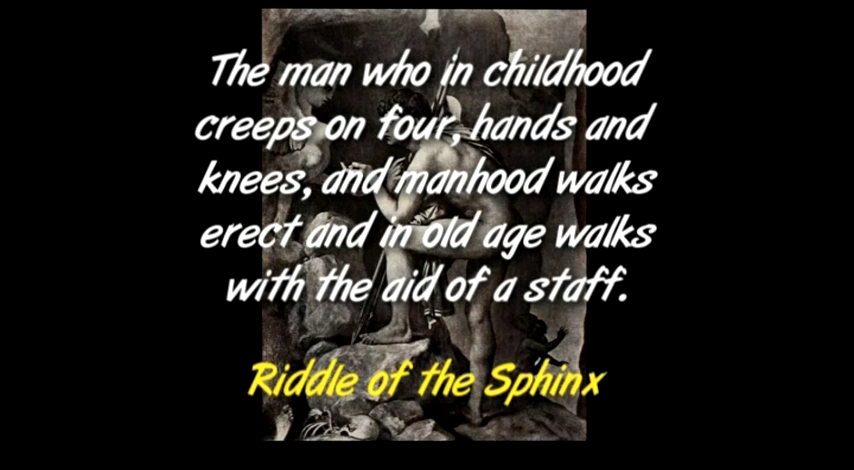 The man who in childhood
creeps on four, hands and
knees, and manhood walks
erect and in old age walks
with the aid of a staff.
Riddle of the Sphinx